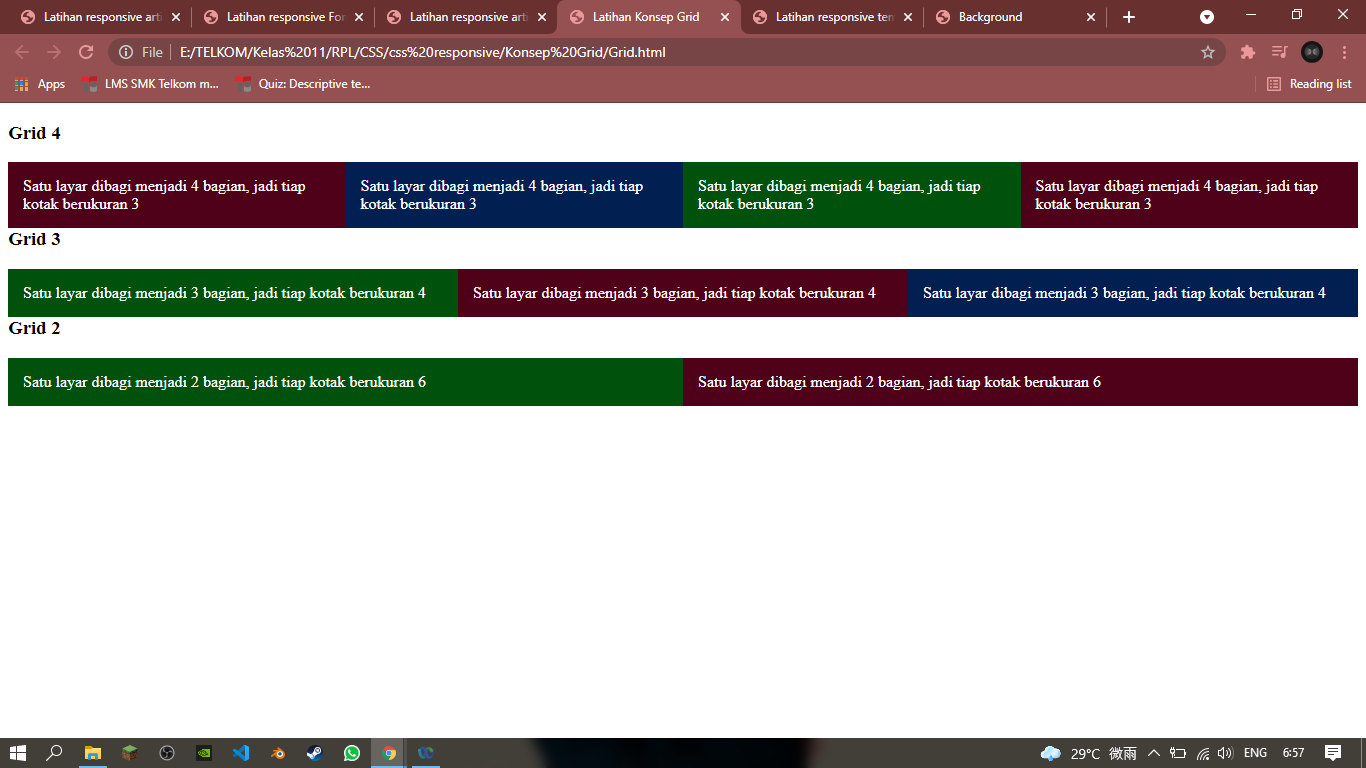 Latihan responsive arti
Latihan responsive For
Latihan responsive arti
Latihan Konsep Grid
Latihan responsive tem
Background
File
E:/TELKOM/Kelas%2011/RPL/CSS/css%20responsive/Konsep%20Grid/Grid.html
Apps
LMS SMK Telkom m...
Quiz: Descriptive te...
Reading list
Grid 4
Satu layar dibagi menjadi 4 bagian, jadi tiap
kotak berukuran 3
Satu layar dibagi menjadi 4 bagian, jadi tiap
kotak berukuran 3
Satu layar dibagi menjadi 4 bagian, jadi tiap
kotak berukuran 3
Satu layar dibagi menjadi 4 bagian, jadi tiap
kotak berukuran 3
Grid 3
Satu layar dibagi menjadi 3 bagian, jadi tiap kotak berukuran 4
Satu layar dibagi menjadi 3 bagian, jadi tiap kotak berukuran 4
Satu layar dibagi menjadi 3 bagian, jadi tiap kotak berukuran 4
Grid 2
Satu layar dibagi menjadi 2 bagian, jadi tiap kotak berukuran 6
Satu layar dibagi menjadi 2 bagian, jadi tiap kotak berukuran 6
29°C 微雨
ENG
6:57